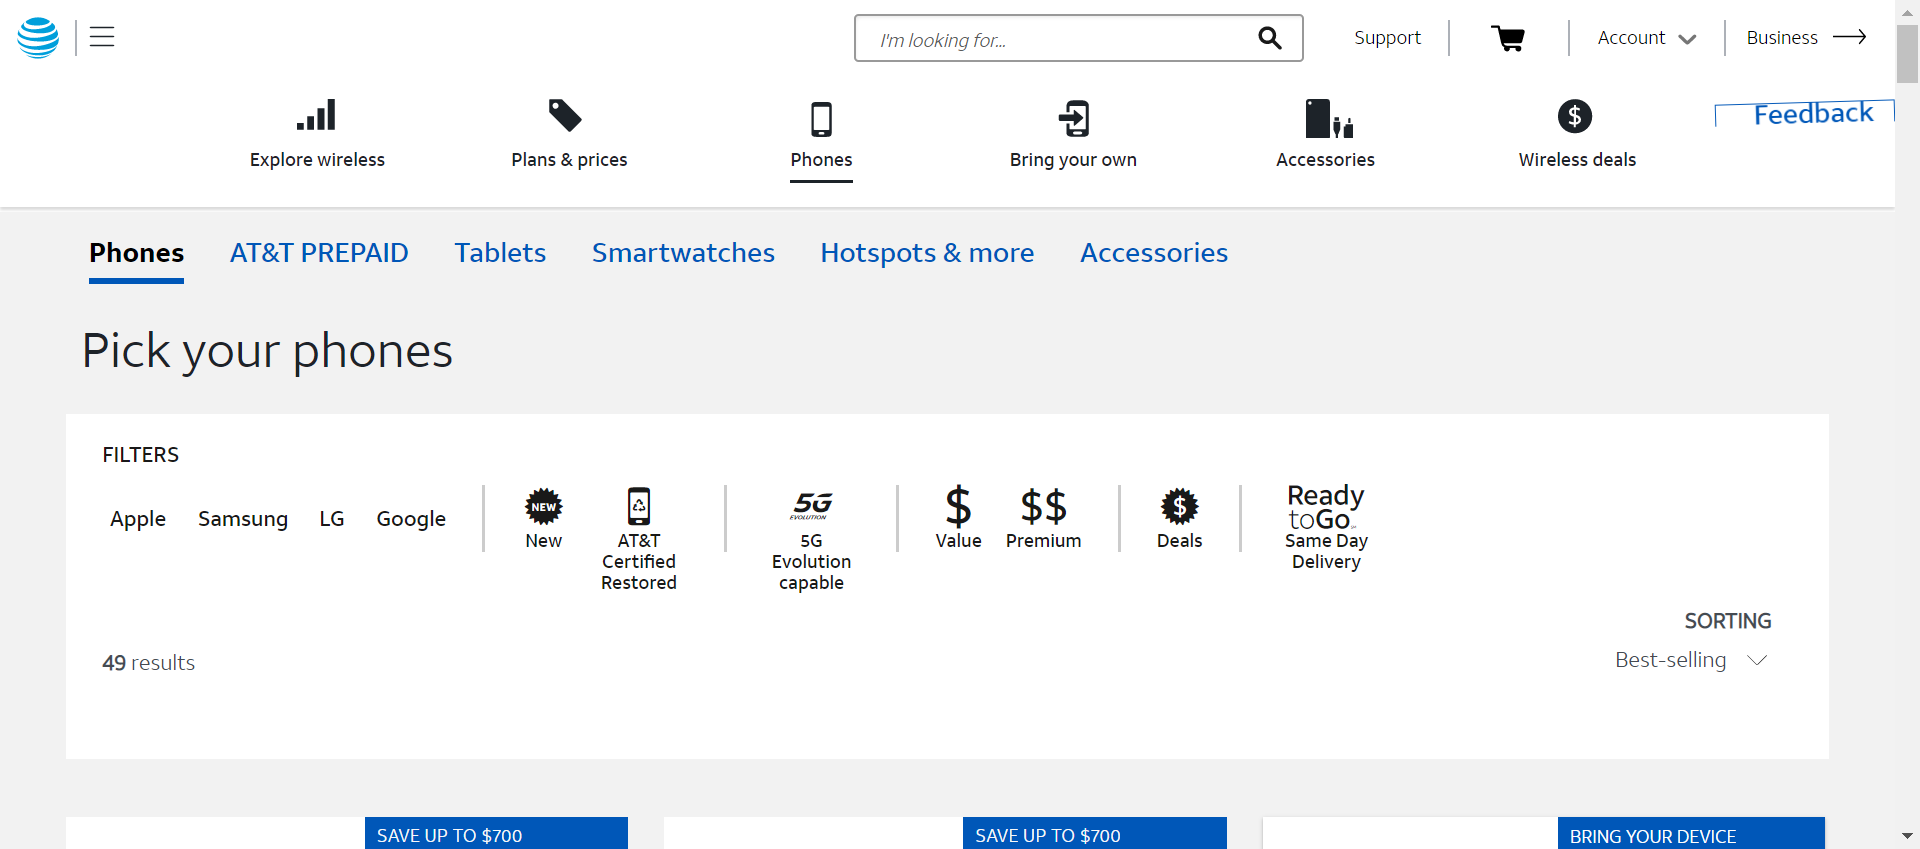 I'm looking for...
Support
Account
Business
Explore wireless
Plans & prices
Phones
Bring your own
Accessories
Wireless deals
Feedback
Phones
AT&T PREPAID
Tablets
Smartwatches
Hotspots & more
Accessories
Pick your phones
FILTERS
Apple
Samsung
LG
Google
NEW
New
AT&T
Certified
Restored
5G
EVOLUTION
5G
Evolution
capable
$
Value
$$
Premium
$
Deals
Ready
toGo
Same Day
Delivery
SORTING
49 results
Best-selling
SAVE UP TO $700
SAVE UP TO $700
BRING YOUR DEVICE